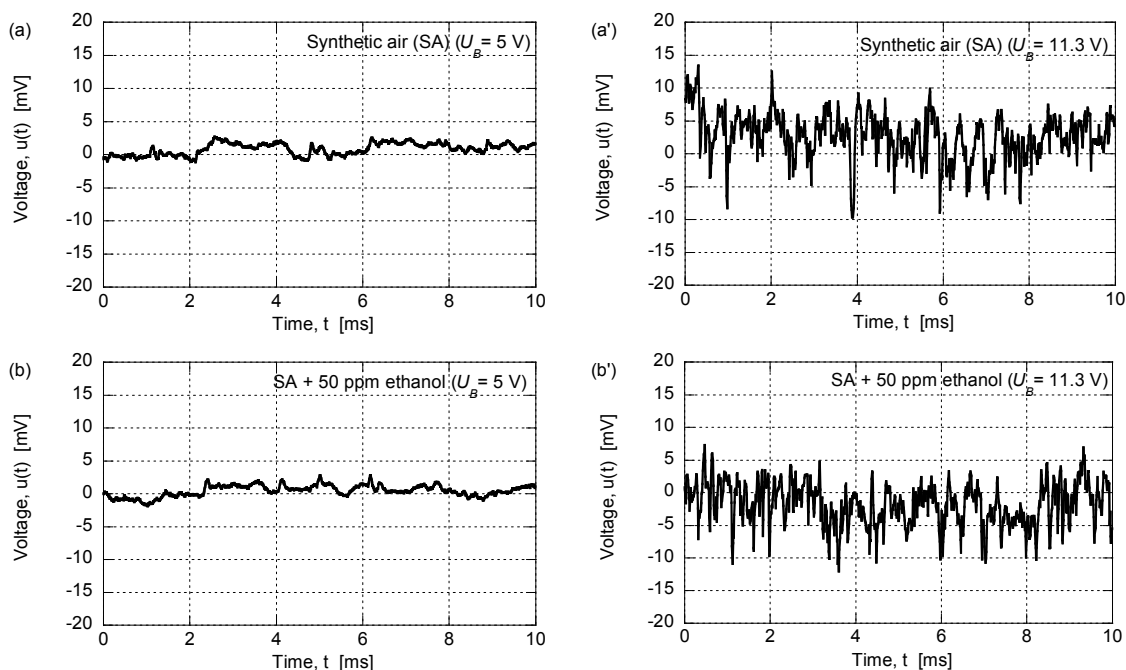 (a)
Synthetic air (SA) (U_B = 5 V)
Voltage, u(t) [mV]
20
15
10
5
0
-5
-10
-15
-20
0 2 4 6 8 10
Time, t [ms]
(a')
Synthetic air (SA) (U_B = 11.3 V)
Voltage, u(t) [mV]
20
15
10
5
0
-5
-10
-15
-20
0 2 4 6 8 10
Time, t [ms]
(b)
SA + 50 ppm ethanol (U_B = 5 V)
Voltage, u(t) [mV]
20
15
10
5
0
-5
-10
-15
-20
0 2 4 6 8 10
Time, t [ms]
(b')
SA + 50 ppm ethanol (U_B = 11.3 V)
Voltage, u(t) [mV]
20
15
10
5
0
-5
-10
-15
-20
0 2 4 6 8 10
Time, t [ms]